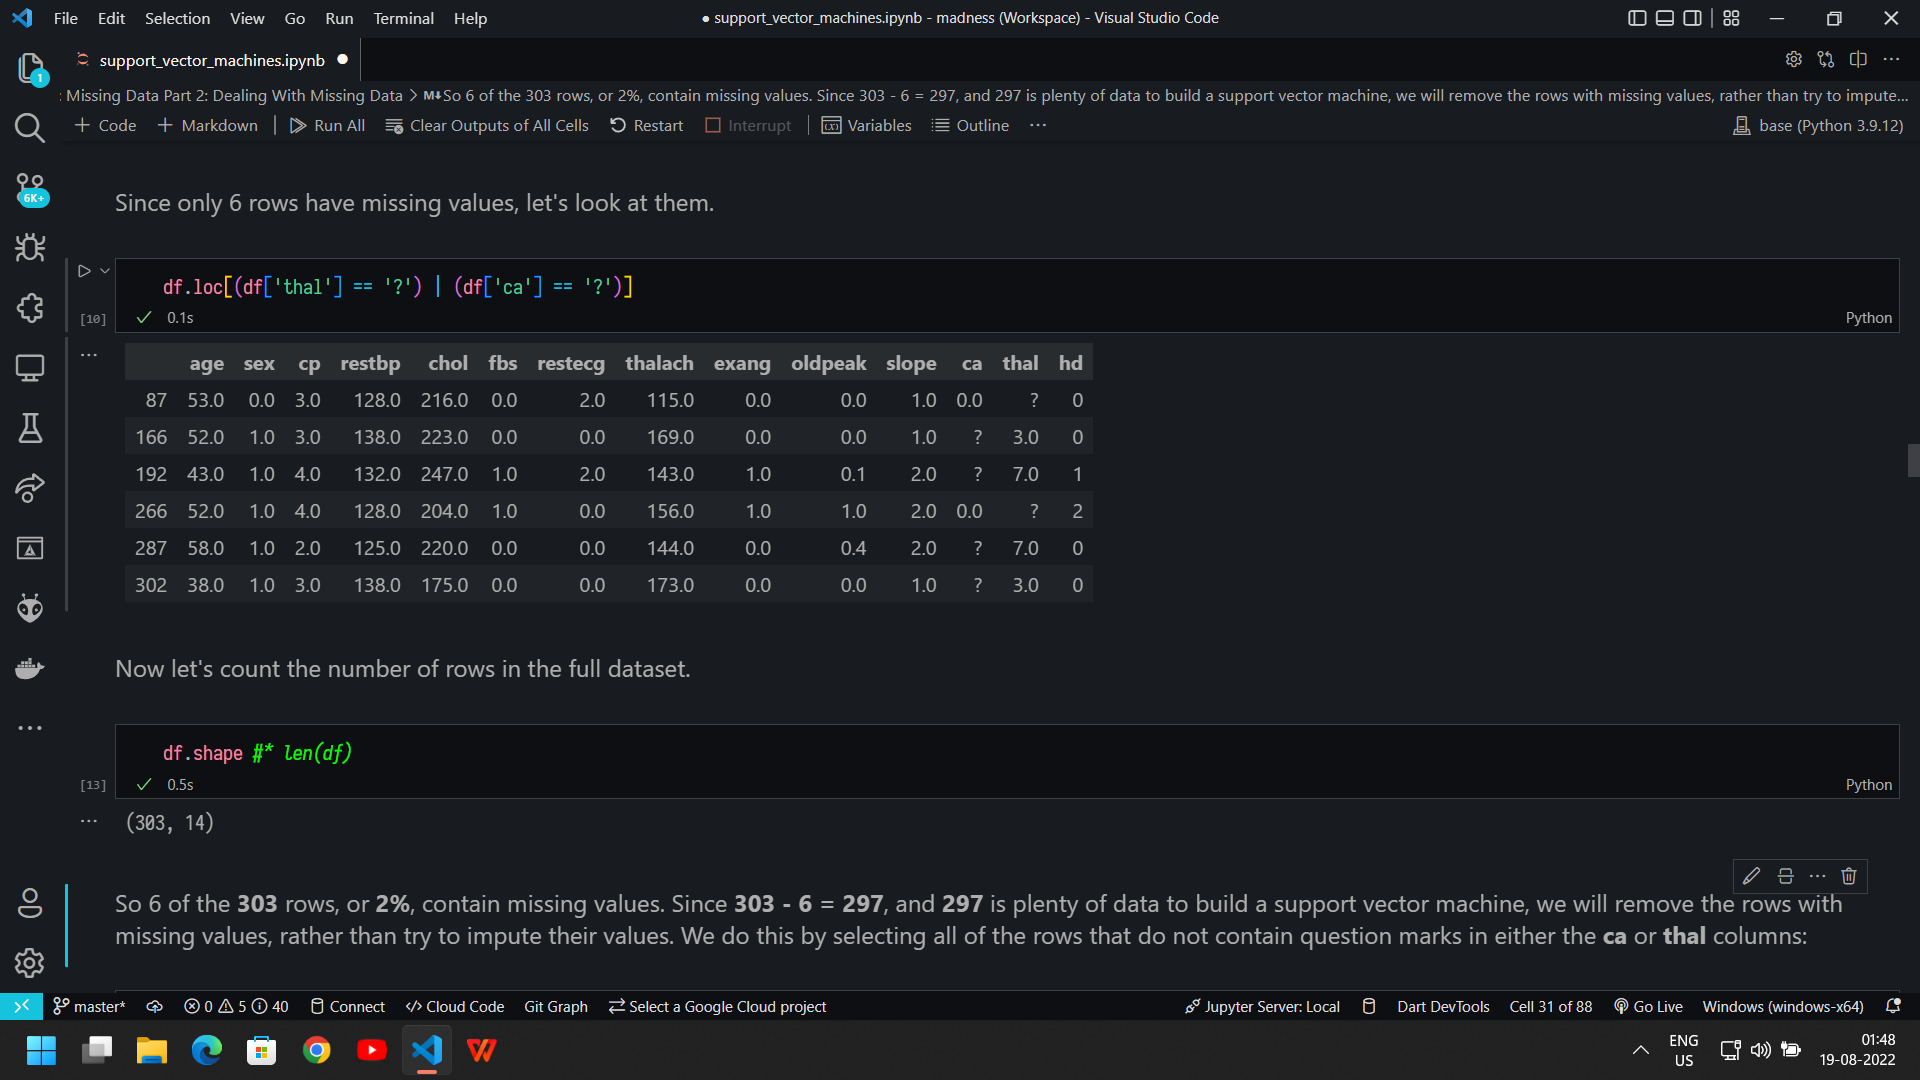 File Edit Selection View Go Run Terminal Help
● support_vector_machines.ipynb - madness (Workspace) - Visual Studio Code
support_vector_machines.ipynb
: Missing Data Part 2: Dealing With Missing Data > M↓So 6 of the 303 rows, or 2%, contain missing values. Since 303 - 6 = 297, and 297 is plenty of data to build a support vector machine, we will remove the rows with missing values, rather than try to impute...
+ Code + Markdown Run All Clear Outputs of All Cells Restart Interrupt Variables Outline ... base (Python 3.9.12)
1
6K+
Since only 6 rows have missing values, let's look at them.
df.loc[(df['thal'] == '?') | (df['ca'] == '?')]
[10] ✓ 0.1s Python
age sex cp restbp chol fbs restecg thalach exang oldpeak slope ca thal hd
87 53.0 0.0 3.0 128.0 216.0 0.0 2.0 115.0 0.0 0.0 1.0 0.0 ? 0
166 52.0 1.0 3.0 138.0 223.0 0.0 0.0 169.0 0.0 0.0 1.0 ? 3.0 0
192 43.0 1.0 4.0 132.0 247.0 1.0 2.0 143.0 1.0 0.1 2.0 ? 7.0 1
266 52.0 1.0 4.0 128.0 204.0 1.0 0.0 156.0 1.0 1.0 2.0 0.0 ? 2
287 58.0 1.0 2.0 125.0 220.0 0.0 0.0 144.0 0.0 0.4 2.0 ? 7.0 0
302 38.0 1.0 3.0 138.0 175.0 0.0 0.0 173.0 0.0 0.0 1.0 ? 3.0 0
Now let's count the number of rows in the full dataset.
df.shape #* len(df)
[13] ✓ 0.5s Python
(303, 14)
So 6 of the 303 rows, or 2%, contain missing values. Since 303 - 6 = 297, and 297 is plenty of data to build a support vector machine, we will remove the rows with
missing values, rather than try to impute their values. We do this by selecting all of the rows that do not contain question marks in either the ca or thal columns:
master* 0 5 40 Connect Cloud Code Git Graph Select a Google Cloud project Jupyter Server: Local Dart DevTools Cell 31 of 88 Go Live Windows (windows-x64)
ENG 01:48
US 19-08-2022